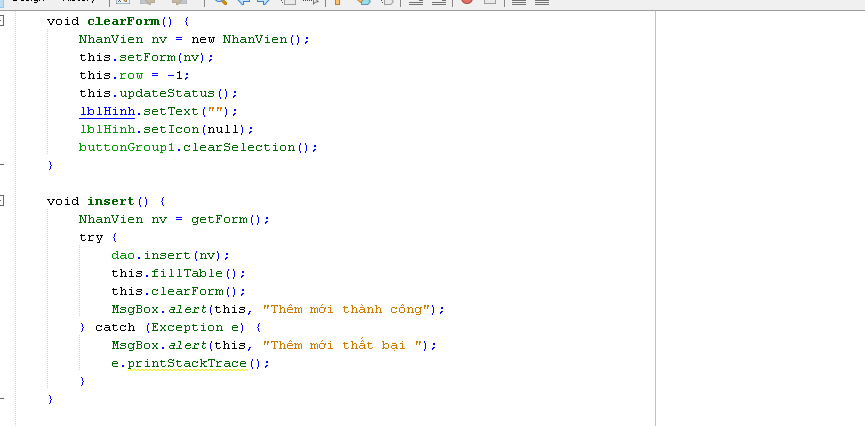 void clearForm() {
NhanVien nv = new NhanVien();
this.setForm(nv);
this.row = -1;
this.updateStatus();
lblHinh.setText("");
lblHinh.setIcon(null);
buttonGroup1.clearSelection();
}
void insert() {
NhanVien nv = getForm();
try {
dao.insert(nv);
this.fillTable();
this.clearForm();
MsgBox.alert(this, "Thêm mới thành công");
} catch (Exception e) {
MsgBox.alert(this, "Thêm mới thất bại ");
e.printStackTrace();
}
}